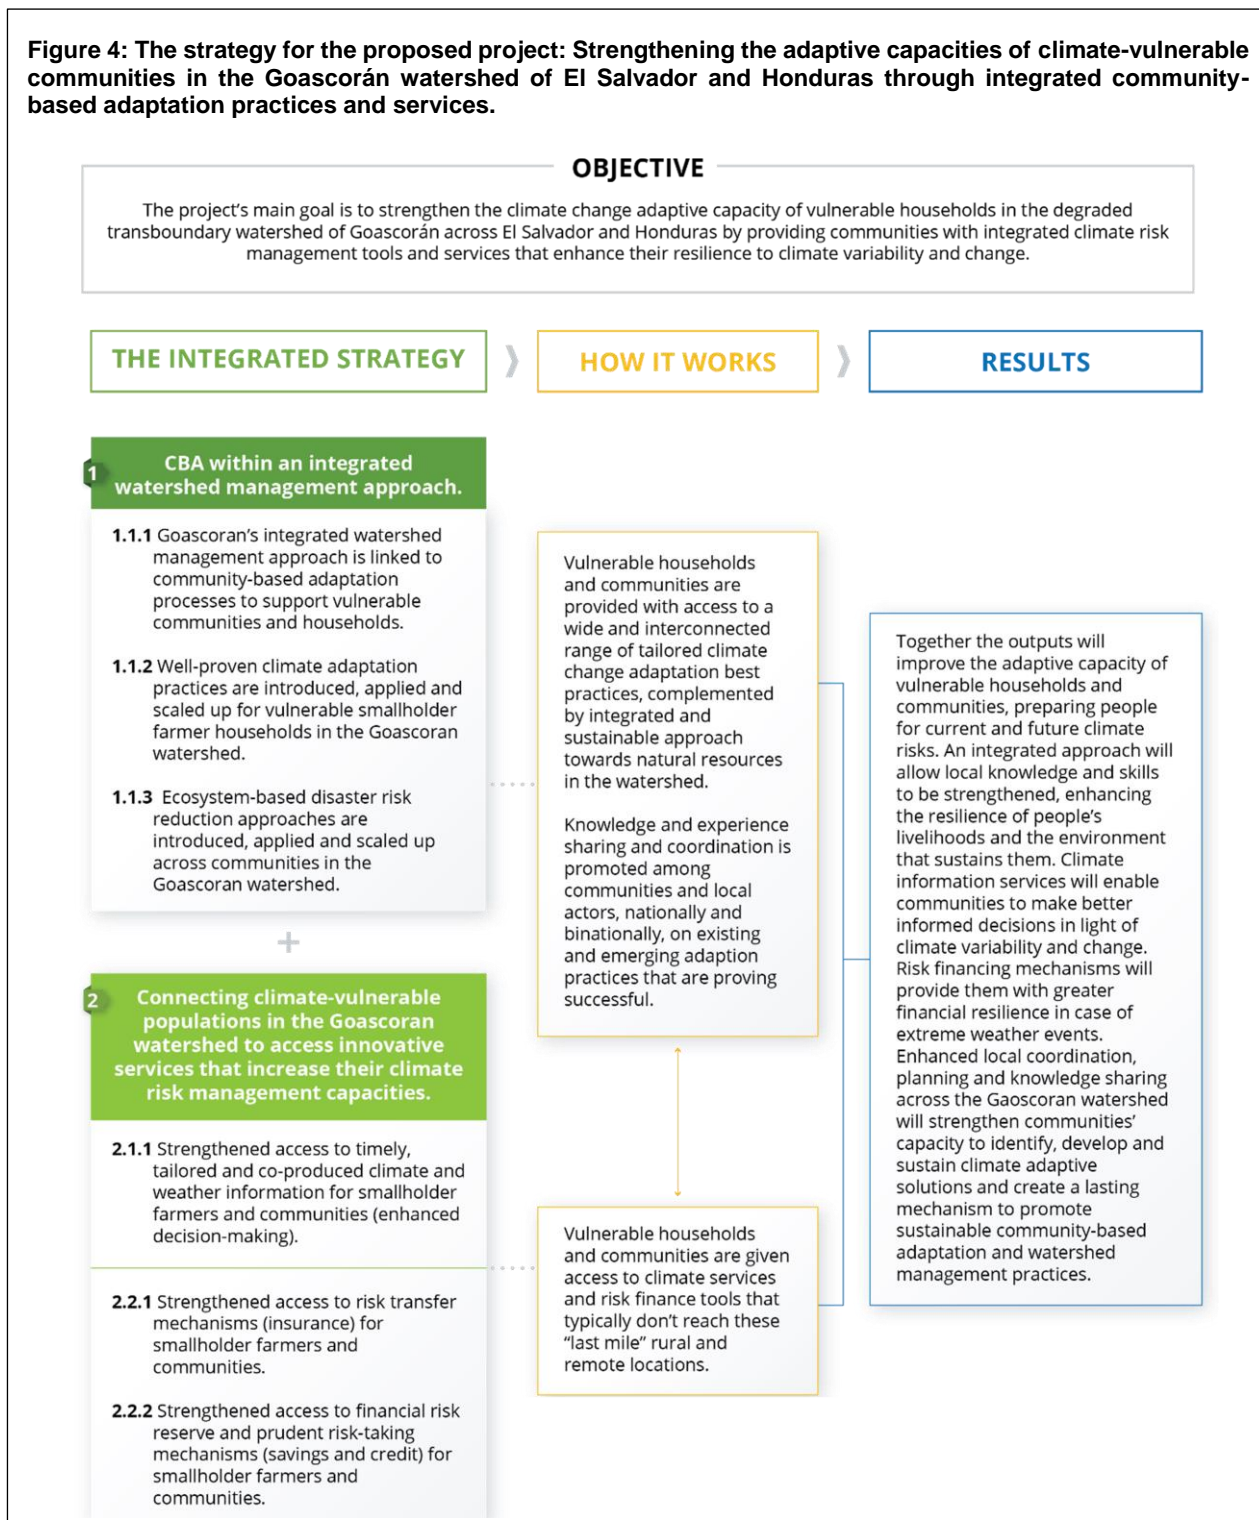 Figure 4: The strategy for the proposed project: Strengthening the adaptive capacities of climate-vulnerable
communities in the Goascorán watershed of El Salvador and Honduras through integrated community-
based adaptation practices and services.
OBJECTIVE
The project's main goal is to strengthen the climate change adaptive capacity of vulnerable households in the degraded
transboundary watershed of Goascorán across El Salvador and Honduras by providing communities with integrated climate risk
management tools and services that enhance their resilience to climate variability and change.
THE INTEGRATED STRATEGY
HOW IT WORKS
RESULTS
1
CBA within an integrated
watershed management approach.
1.1.1 Goascoran's integrated watershed
management approach is linked to
community-based adaptation
processes to support vulnerable
communities and households.
1.1.2 Well-proven climate adaptation
practices are introduced, applied and
scaled up for vulnerable smallholder
farmer households in the Goascoran
watershed.
1.1.3 Ecosystem-based disaster risk
reduction approaches are
introduced, applied and scaled up
across communities in the
Goascoran watershed.
+
2
Connecting climate-vulnerable
populations in the Goascoran
watershed to access innovative
services that increase their climate
risk management capacities.
2.1.1 Strengthened access to timely,
tailored and co-produced climate and
weather information for smallholder
farmers and communities (enhanced
decision-making).
2.2.1 Strengthened access to risk transfer
mechanisms (insurance) for
smallholder farmers and
communities.
2.2.2 Strengthened access to financial risk
reserve and prudent risk-taking
mechanisms (savings and credit) for
smallholder farmers and
communities.
Vulnerable households
and communities are
provided with access to a
wide and interconnected
range of tailored climate
change adaptation best
practices, complemented
by integrated and
sustainable approach
towards natural resources
in the watershed.
Knowledge and experience
sharing and coordination is
promoted among
communities and local
actors, nationally and
binationally, on existing
and emerging adaption
practices that are proving
successful.
Vulnerable households
and communities are given
access to climate services
and risk finance tools that
typically don't reach these
"last mile" rural and
remote locations.
Together the outputs will
improve the adaptive capacity of
vulnerable households and
communities, preparing people
for current and future climate
risks. An integrated approach will
allow local knowledge and skills
to be strengthened, enhancing
the resilience of people's
livelihoods and the environment
that sustains them. Climate
information services will enable
communities to make better
informed decisions in light of
climate variability and change.
Risk financing mechanisms will
provide them with greater
financial resilience in case of
extreme weather events.
Enhanced local coordination,
planning and knowledge sharing
across the Gaoscoran watershed
will strengthen communities'
capacity to identify, develop and
sustain climate adaptive
solutions and create a lasting
mechanism to promote
sustainable community-based
adaptation and watershed
management practices.